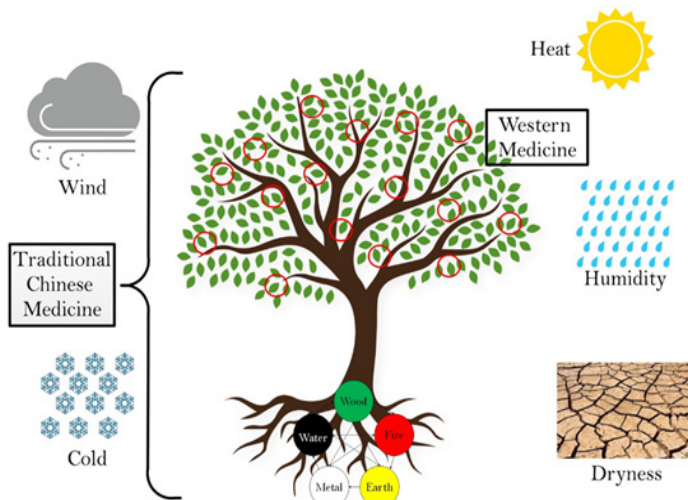 Heat
Western
Medicine
Wind
Traditional
Chinese
Medicine
Humidity
Wood
Water
Fire
Cold
Metal
Earth
Dryness